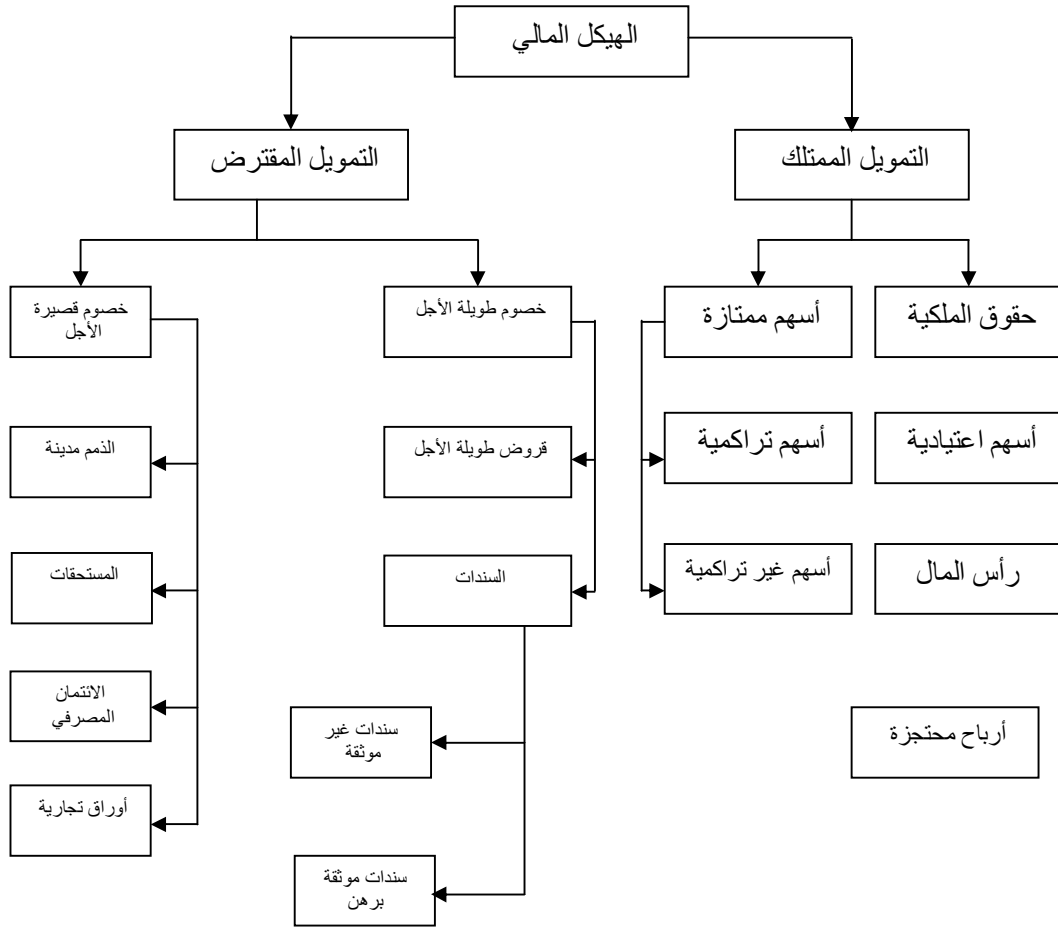 الهيكل المالي
التمويل الممتلك
التمويل المقترض
حقوق الملكية
أسهم ممتازة
خصوم طويلة الأجل
خصوم قصيرة
الأجل
أسهم اعتيادية
أسهم تراكمية
قروض طويلة الأجل
الذمم مدينة
رأس المال
أسهم غير تراكمية
السندات
المستحقات
أرباح محتجزة
سندات غير
موثقة
الائتمان
المصرفي
أوراق تجارية
سندات موثقة
برهن